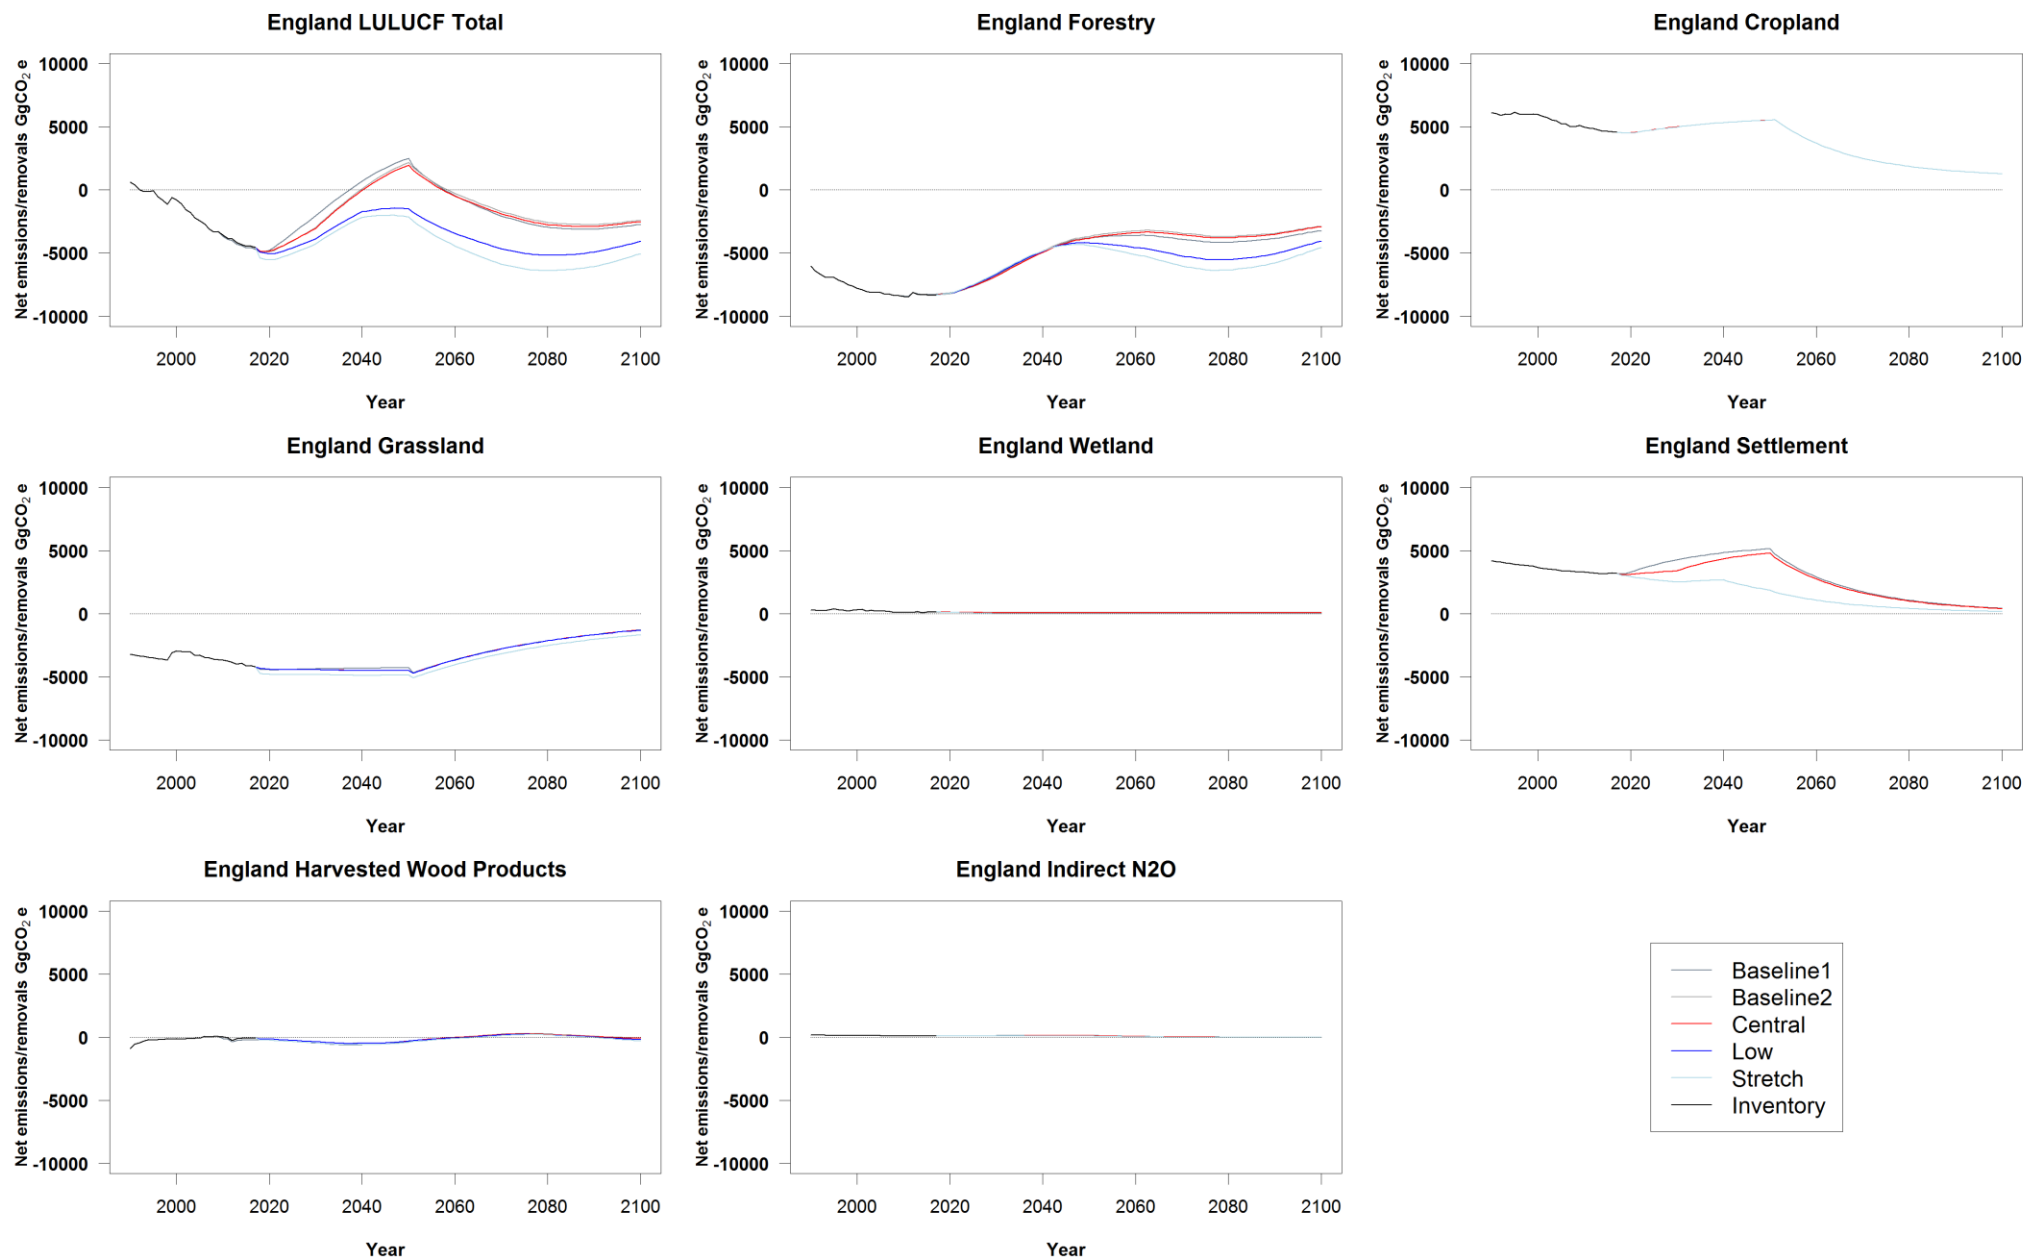 England LULUCF Total
Net emissions/removals GgCO₂ e
10000
5000
0
-5000
-10000
2000 2020 2040 2060 2080 2100
Year
England Forestry
Net emissions/removals GgCO₂ e
10000
5000
0
-5000
-10000
2000 2020 2040 2060 2080 2100
Year
England Cropland
Net emissions/removals GgCO₂ e
10000
5000
0
-5000
-10000
2000 2020 2040 2060 2080 2100
Year
England Grassland
Net emissions/removals GgCO₂ e
10000
5000
0
-5000
-10000
2000 2020 2040 2060 2080 2100
Year
England Wetland
Net emissions/removals GgCO₂ e
10000
5000
0
-5000
-10000
2000 2020 2040 2060 2080 2100
Year
England Settlement
Net emissions/removals GgCO₂ e
10000
5000
0
-5000
-10000
2000 2020 2040 2060 2080 2100
Year
England Harvested Wood Products
Net emissions/removals GgCO₂ e
10000
5000
0
-5000
-10000
2000 2020 2040 2060 2080 2100
Year
England Indirect N2O
Net emissions/removals GgCO₂ e
10000
5000
0
-5000
-10000
2000 2020 2040 2060 2080 2100
Year
Baseline1
Baseline2
Central
Low
Stretch
Inventory